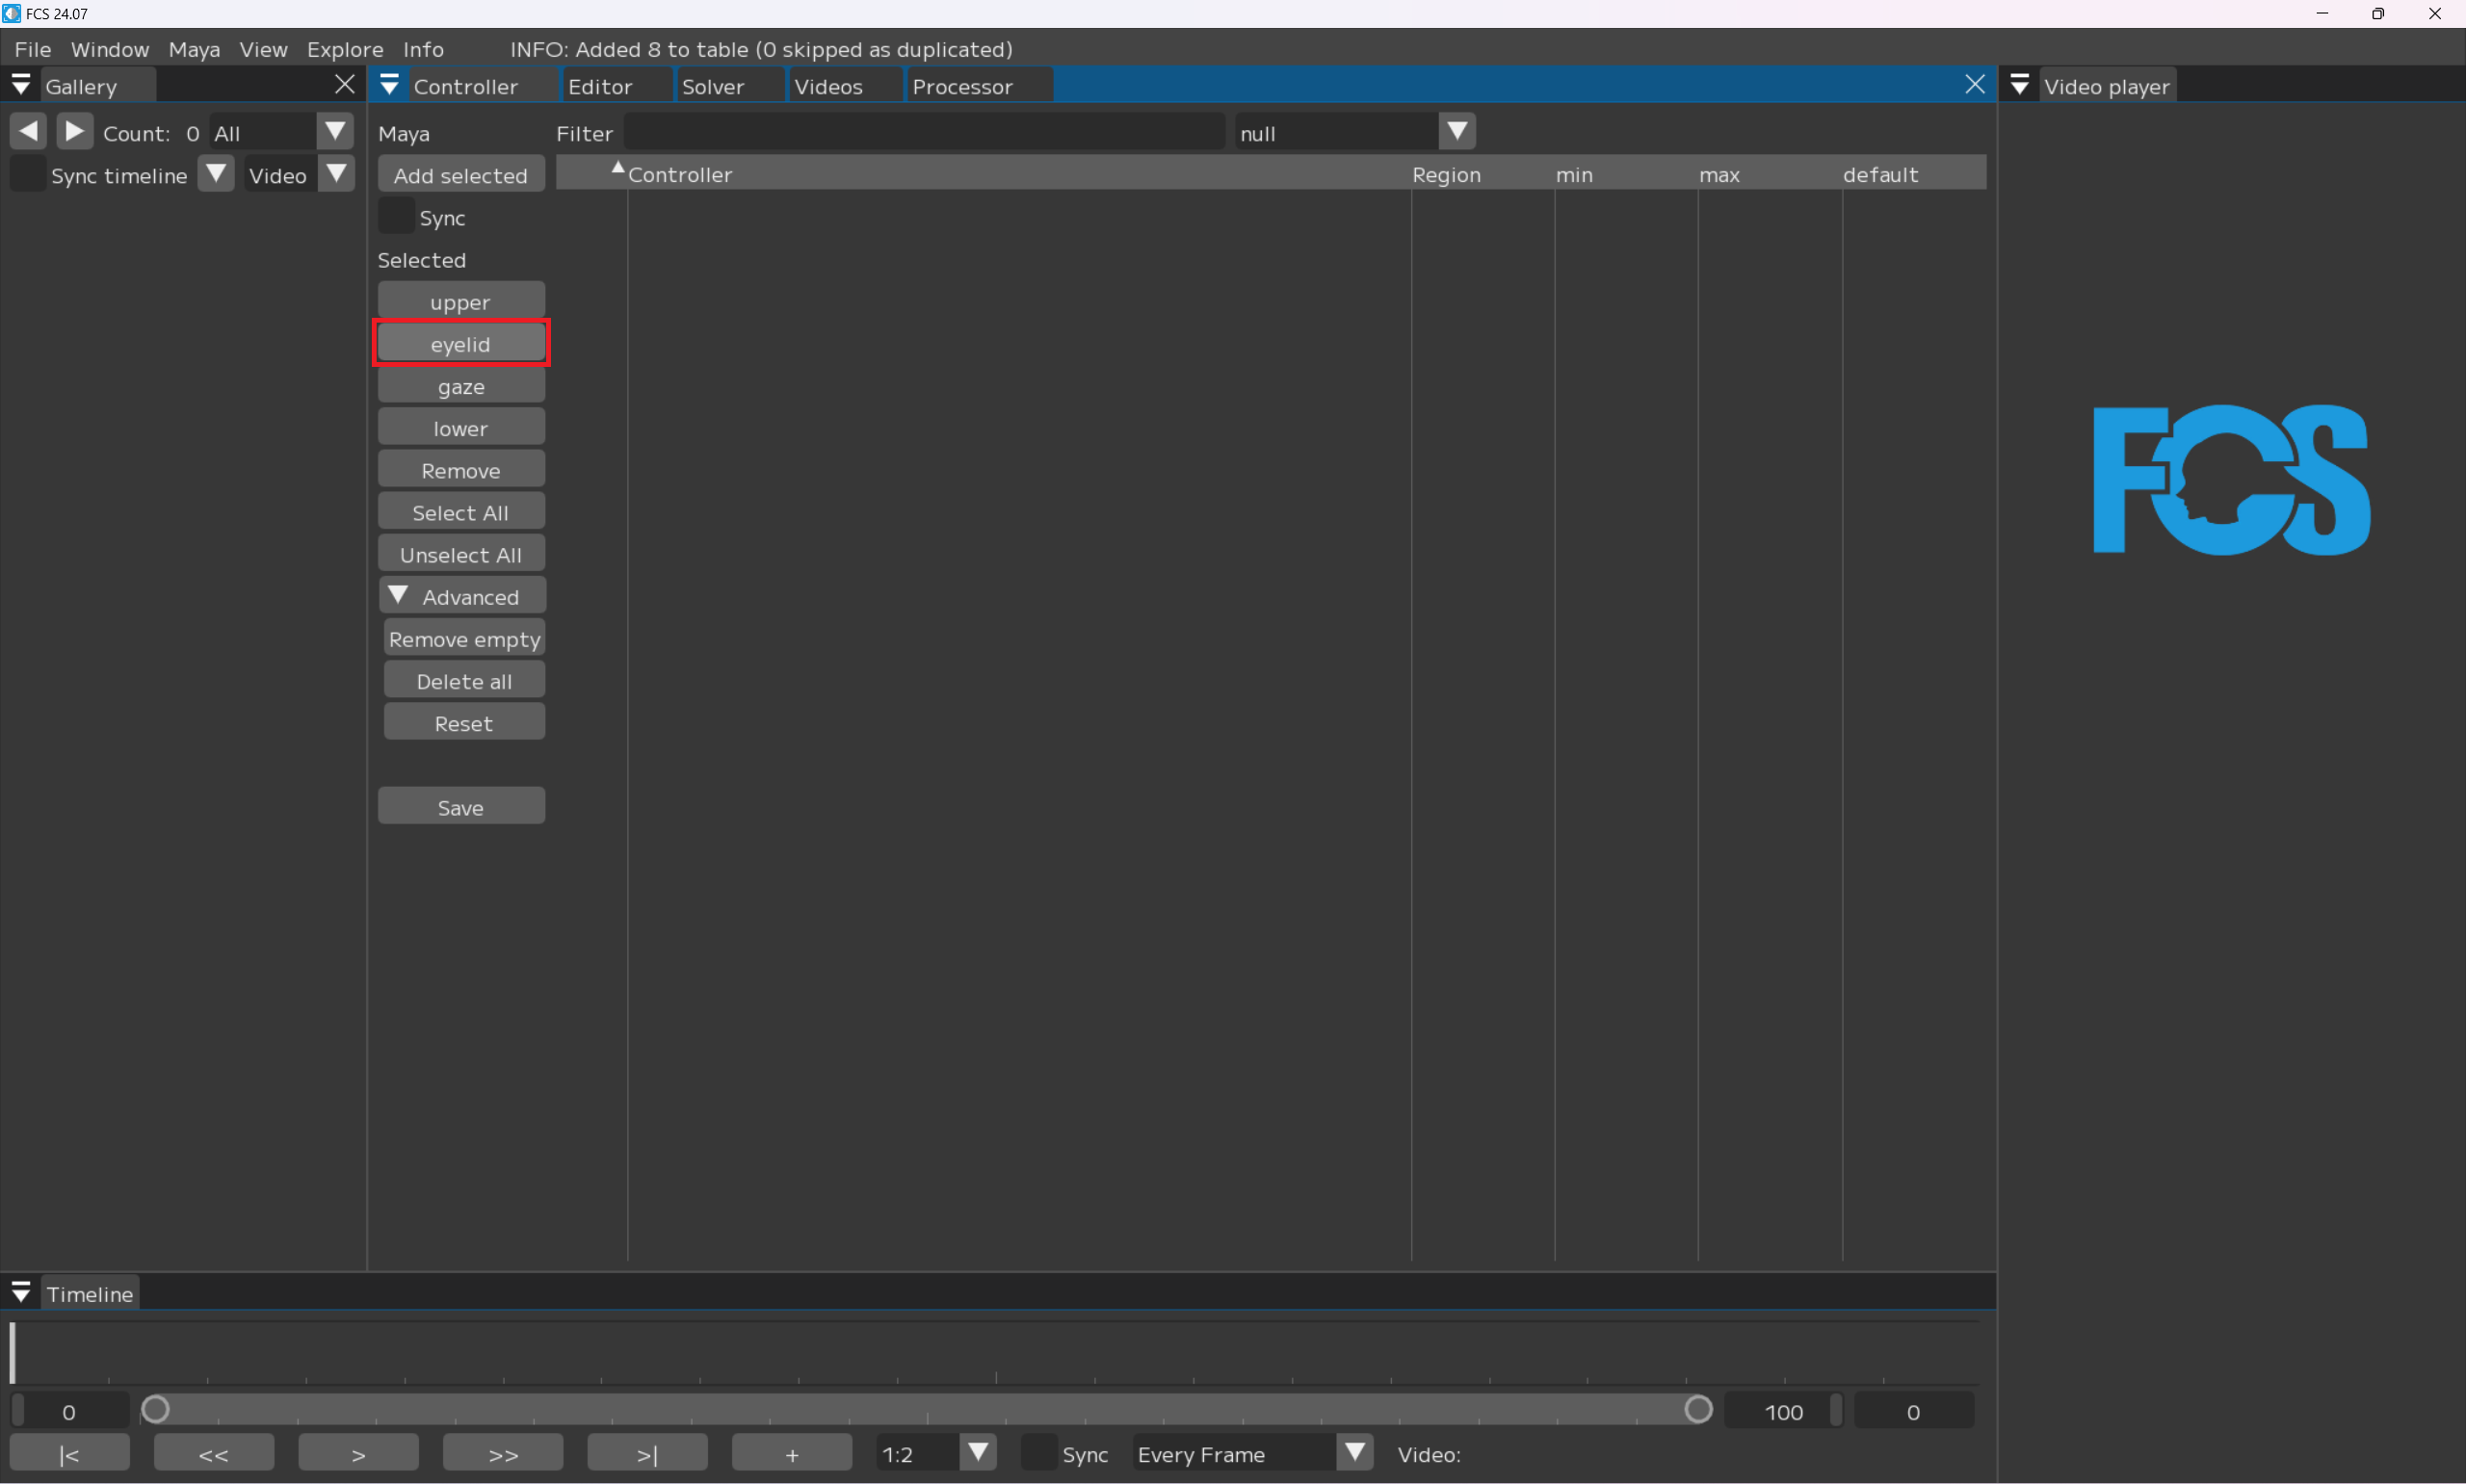 FCS 24.07
File Window Maya View Explore Info INFO: Added 8 to table (0 skipped as duplicated)
Gallery
Controller Editor Solver Videos Processor
Video player
Count: 0 All
Sync timeline Video
Maya Filter null
Add selected
Controller Region min max default
Sync
Selected
upper
eyelid
gaze
lower
Remove
Select All
Unselect All
Advanced
Remove empty
Delete all
Reset
Save
FCS
Timeline
0 100 0
|< << > >> >| + 1:2 Sync Every Frame Video: